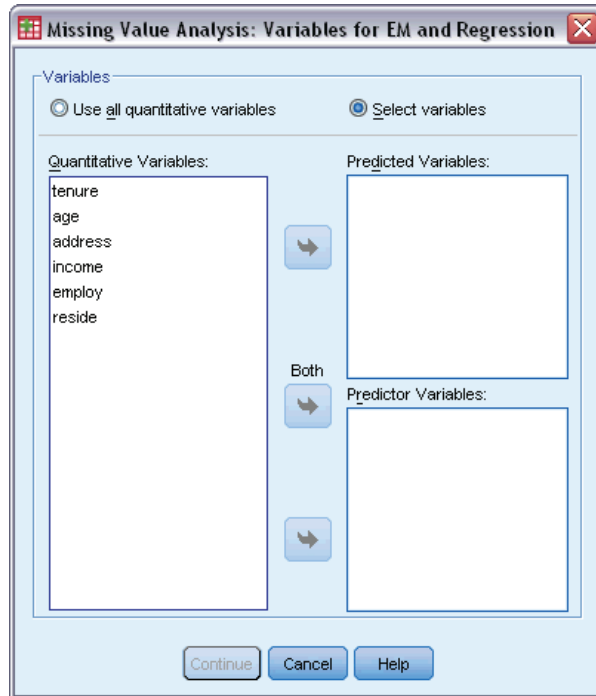 Missing Value Analysis: Variables for EM and Regression
Variables
Use all quantitative variables
Select variables
Quantitative Variables:
tenure
age
address
income
employ
reside
Both
Predicted Variables:
Predictor Variables:
Continue
Cancel
Help